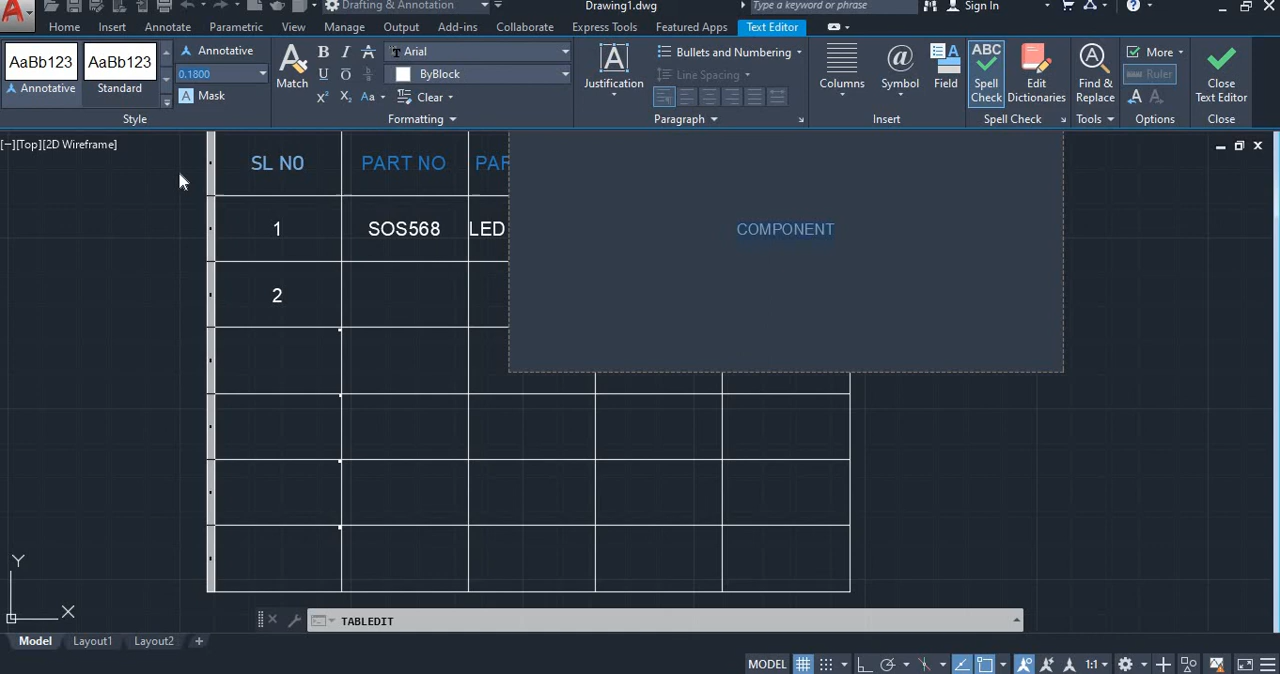 Drafting & Annotation
Drawing1.dwg
Type a keyword or phrase
Sign In
Home Insert Annotate Parametric View Manage Output Add-ins Collaborate Express Tools Featured Apps Text Editor
AaBb123 AaBb123
Annotative Standard
Annotative
0.1800
Mask
Style
Match
Arial
ByBlock
Clear
Formatting
Justification
Bullets and Numbering
Line Spacing
Paragraph
Columns
Symbol
Field
Insert
ABC
Spell
Check
Edit
Dictionaries
Spell Check
Find &
Replace
Tools
More
Ruler
Options
Close
Text Editor
Close
[−][Top][2D Wireframe]
SL N0 PART NO PAR
1 SOS568 LED
COMPONENT
2
Y
X
TABLEDIT
Model Layout1 Layout2 +
MODEL 1:1